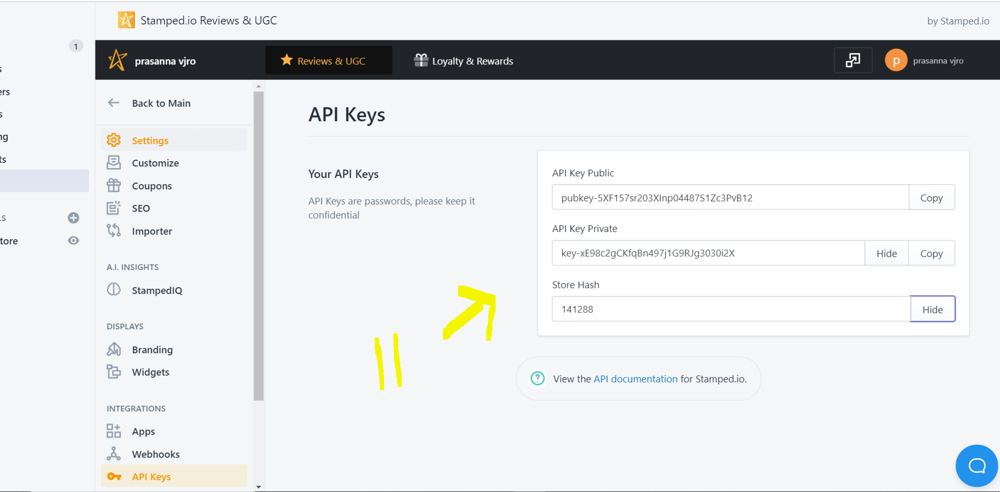 Stamped.io Reviews & UGC
by Stamped.io
1
prasanna vjro
Reviews & UGC
Loyalty & Rewards
p
prasanna vjro
s
ers
s
ng
ts
LS
tore
Back to Main
Settings
Customize
Coupons
SEO
Importer
A.I. INSIGHTS
StampedIQ
DISPLAYS
Branding
Widgets
INTEGRATIONS
Apps
Webhooks
API Keys
API Keys
Your API Keys
API Keys are passwords, please keep it
confidential
API Key Public
pubkey-5XF157sr203XInp04487S1Zc3PvB12
Copy
API Key Private
key-xE98c2gCKfqBn497j1G9RJg3030i2X
Hide
Copy
Store Hash
141288
Hide
View the API documentation for Stamped.io.